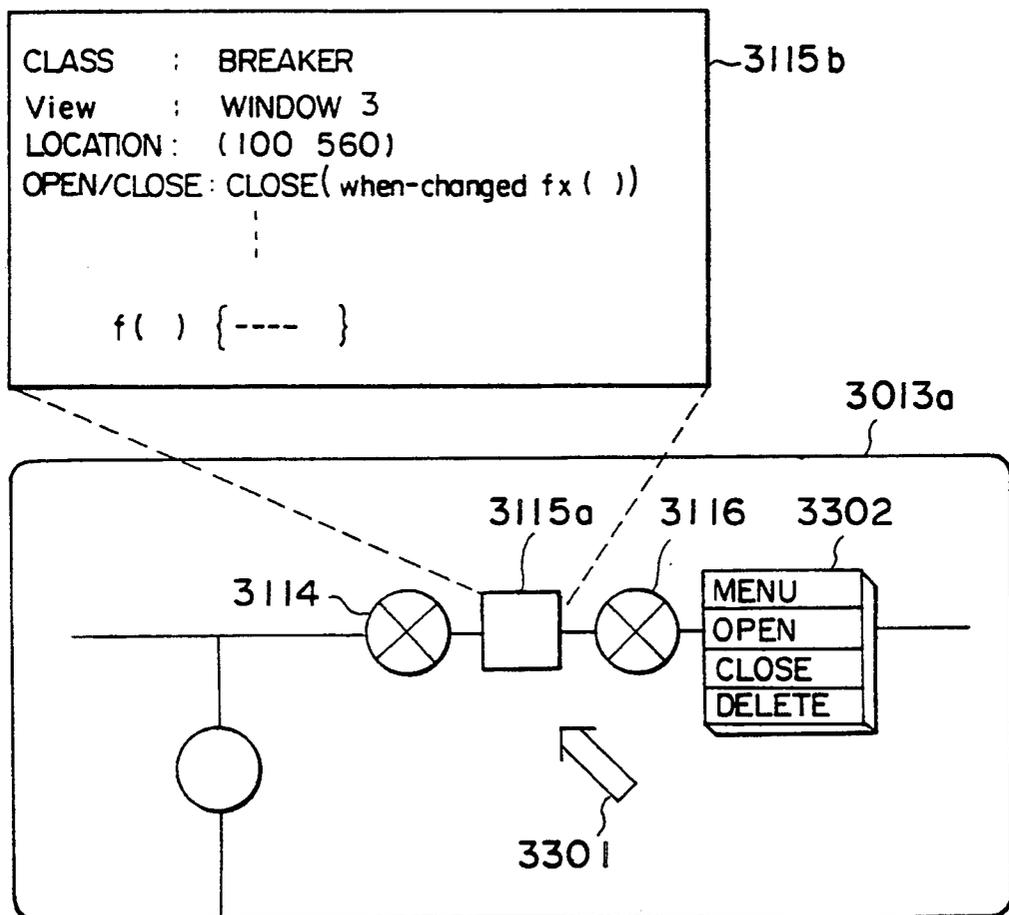 CLASS : BREAKER
View : WINDOW 3
LOCATION : (100 560)
OPEN/CLOSE : CLOSE(when-changed fx ( ))
f( ) {---- }
3115b
3013a
3115a
3116
3302
3114
MENU
OPEN
CLOSE
DELETE
3301